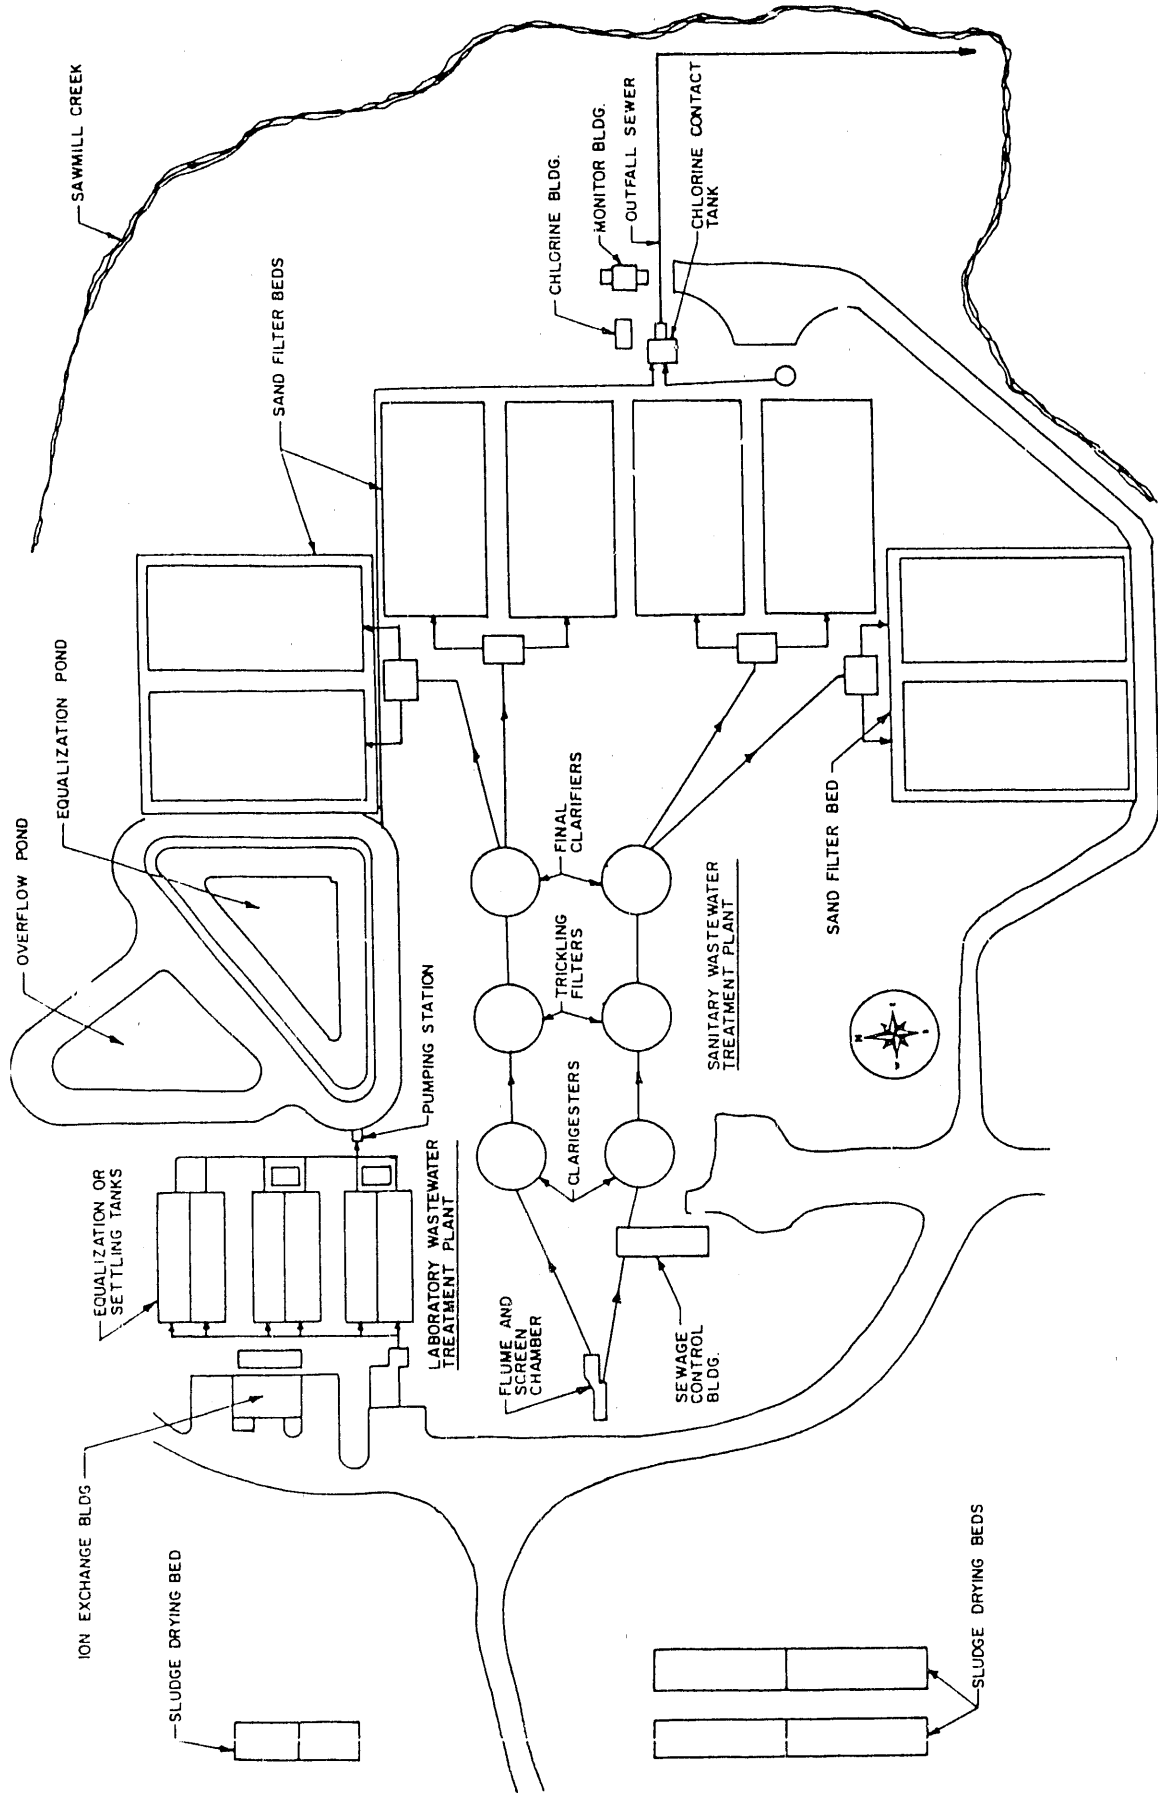 SAWMILL CREEK
SAND FILTER BEDS
CHLORINE BLDG.
MONITOR BLDG.
OUTFALL SEWER
CHLORINE CONTACT
TANK
OVERFLOW POND
EQUALIZATION POND
EQUALIZATION OR
SETTLING TANKS
PUMPING STATION
LABORATORY WASTEWATER
TREATMENT PLANT
FINAL
CLARIFIERS
TRICKLING
FILTERS
CLARIGESTERS
SANITARY WASTEWATER
TREATMENT PLANT
SAND FILTER BED
ION EXCHANGE BLDG
FLUME AND
SCREEN
CHAMBER
SEWAGE
CONTROL
BLDG.
SLUDGE DRYING BED
SLUDGE DRYING BEDS